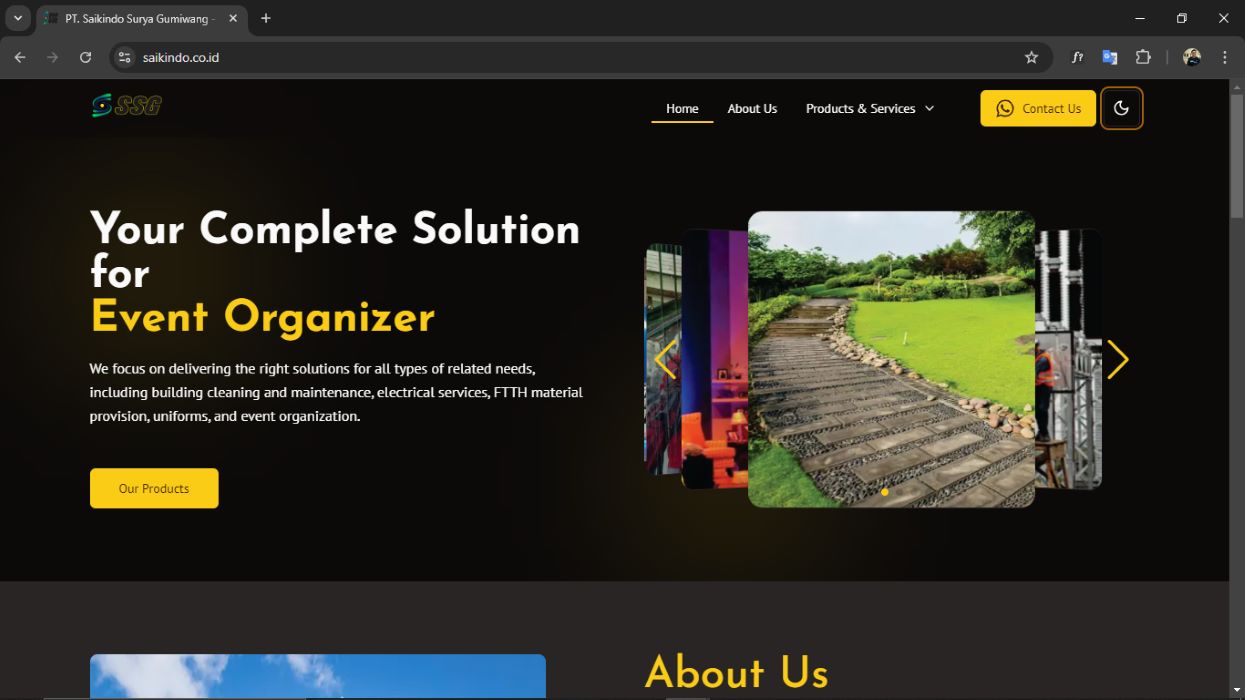 PT. Saikindo Surya Gumiwang -
saikindo.co.id
f?
SSG
Home
About Us
Products & Services
Contact Us
Your Complete Solution
for
Event Organizer
We focus on delivering the right solutions for all types of related needs,
including building cleaning and maintenance, electrical services, FTTH material
provision, uniforms, and event organization.
Our Products
About Us